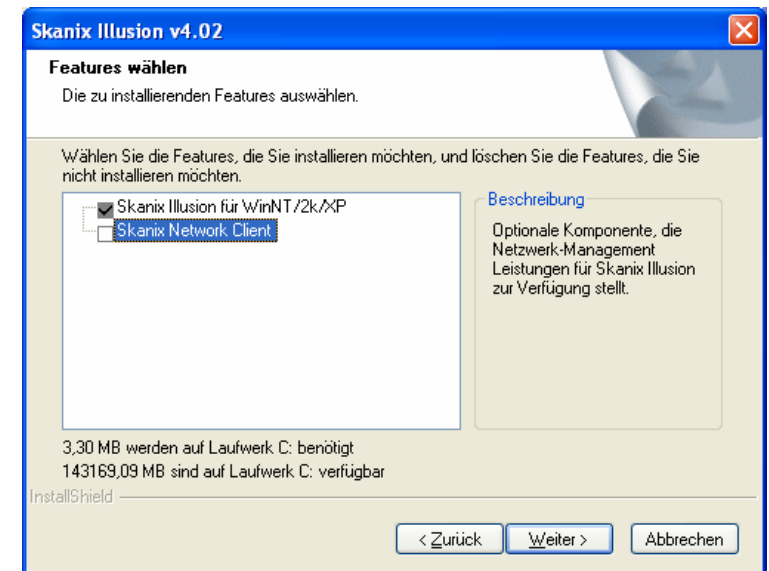 Skanix Illusion v4.02
Features wählen
Die zu installierenden Features auswählen.
Wählen Sie die Features, die Sie installieren möchten, und löschen Sie die Features, die Sie
nicht installieren möchten.
Skanix Illusion für WinNT/2k/XP
Skanix Network Client
Beschreibung
Optionale Komponente, die
Netzwerk-Management
Leistungen für Skanix Illusion
zur Verfügung stellt.
3,30 MB werden auf Laufwerk C: benötigt
143169,09 MB sind auf Laufwerk C: verfügbar
InstallShield
< Zurück
Weiter >
Abbrechen